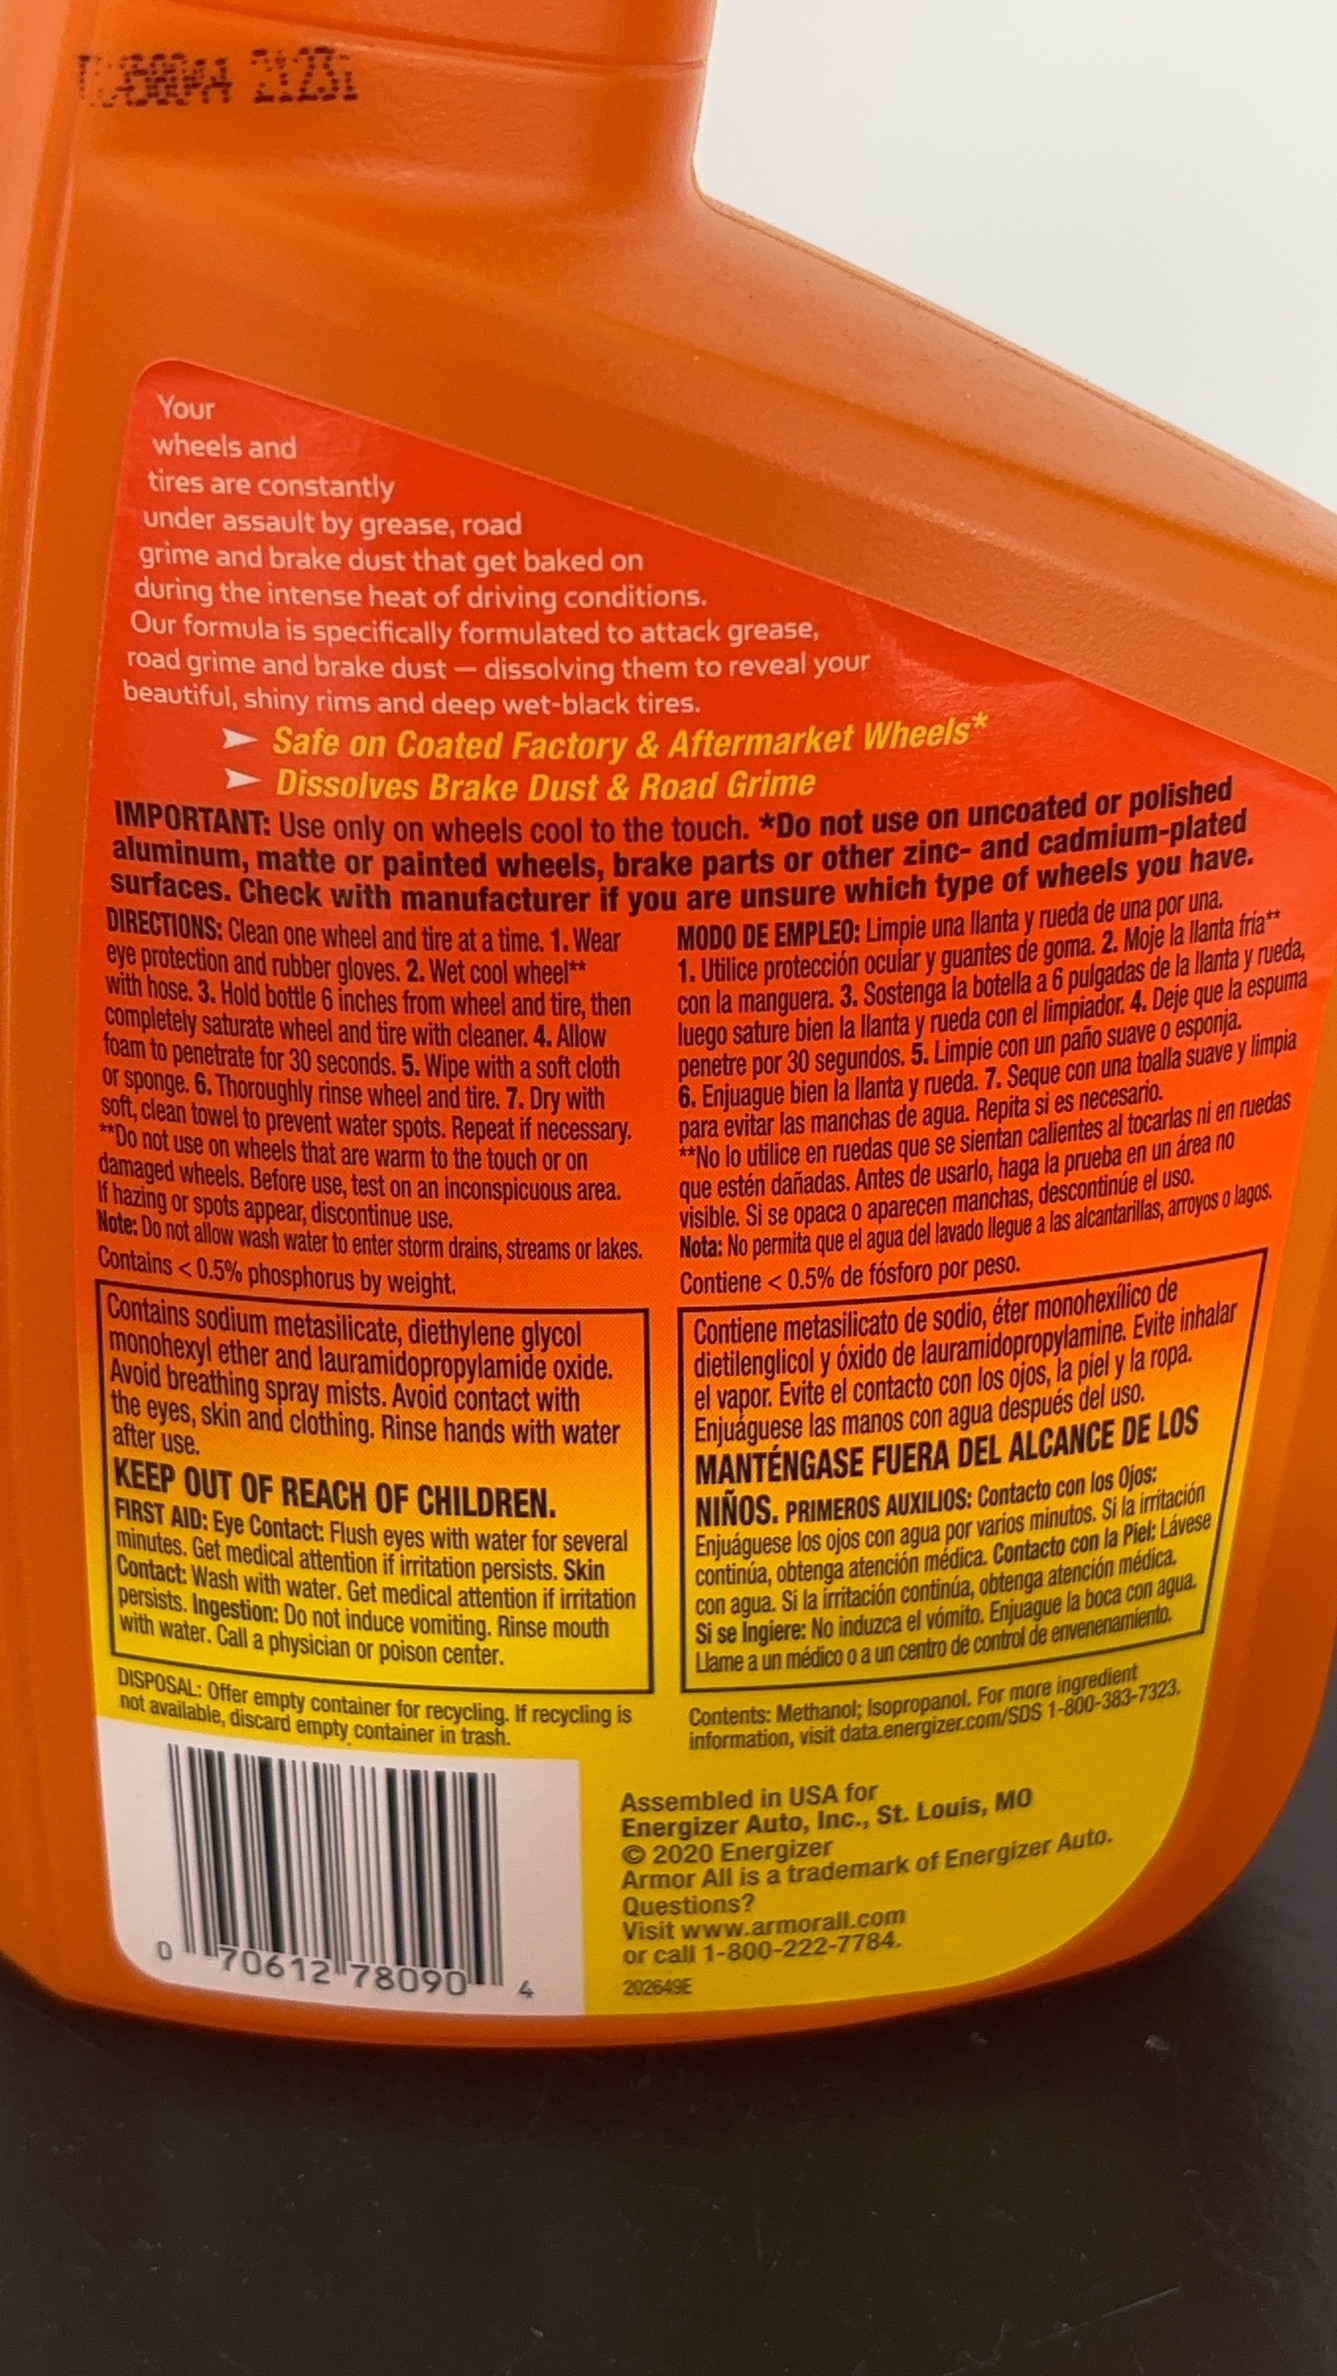 21231
Your
wheels and
tires are constantly
under assault by grease, road
grime and brake dust that get baked on
during the intense heat of driving conditions.
Our formula is specifically formulated to attack grease,
road grime and brake dust — dissolving them to reveal your
beautiful, shiny rims and deep wet-black tires.
➤ Safe on Coated Factory & Aftermarket Wheels*
➤ Dissolves Brake Dust & Road Grime
IMPORTANT: Use only on wheels cool to the touch. *Do not use on uncoated or polished
aluminum, matte or painted wheels, brake parts or other zinc- and cadmium-plated
surfaces. Check with manufacturer if you are unsure which type of wheels you have.
DIRECTIONS: Clean one wheel and tire at a time. 1. Wear
eye protection and rubber gloves. 2. Wet cool wheel**
with hose. 3. Hold bottle 6 inches from wheel and tire, then
completely saturate wheel and tire with cleaner. 4. Allow
foam to penetrate for 30 seconds. 5. Wipe with a soft cloth
or sponge. 6. Thoroughly rinse wheel and tire. 7. Dry with
soft, clean towel to prevent water spots. Repeat if necessary.
**Do not use on wheels that are warm to the touch or on
damaged wheels. Before use, test on an inconspicuous area.
If hazing or spots appear, discontinue use.
Note: Do not allow wash water to enter storm drains, streams or lakes.
Contains < 0.5% phosphorus by weight.
Contains sodium metasilicate, diethylene glycol
monohexyl ether and lauramidopropylamide oxide.
Avoid breathing spray mists. Avoid contact with
the eyes, skin and clothing. Rinse hands with water
after use.
KEEP OUT OF REACH OF CHILDREN.
FIRST AID: Eye Contact: Flush eyes with water for several
minutes. Get medical attention if irritation persists. Skin
Contact: Wash with water. Get medical attention if irritation
persists. Ingestion: Do not induce vomiting. Rinse mouth
with water. Call a physician or poison center.
DISPOSAL: Offer empty container for recycling. If recycling is
not available, discard empty container in trash.
MODO DE EMPLEO: Limpie una llanta y rueda de una por una.
1. Utilice protección ocular y guantes de goma. 2. Moje la llanta fría**
con la manguera. 3. Sostenga la botella a 6 pulgadas de la llanta y rueda,
luego sature bien la llanta y rueda con el limpiador. 4. Deje que la espuma
penetre por 30 segundos. 5. Limpie con un paño suave o esponja.
6. Enjuague bien la llanta y rueda. 7. Seque con una toalla suave y limpia
para evitar las manchas de agua. Repita si es necesario.
**No lo utilice en ruedas que se sientan calientes al tocarlas ni en ruedas
que estén dañadas. Antes de usarlo, haga la prueba en un área no
visible. Si se opaca o aparecen manchas, descontinúe el uso.
Nota: No permita que el agua del lavado llegue a las alcantarillas, arroyos o lagos.
Contiene < 0.5% de fósforo por peso.
Contiene metasilicato de sodio, éter monohexílico de
dietilenglicol y óxido de lauramidopropylamine. Evite inhalar
el vapor. Evite el contacto con los ojos, la piel y la ropa.
Enjuáguese las manos con agua después del uso.
MANTÉNGASE FUERA DEL ALCANCE DE LOS
NIÑOS. PRIMEROS AUXILIOS: Contacto con los Ojos:
Enjuáguese los ojos con agua por varios minutos. Si la irritación
continúa, obtenga atención médica. Contacto con la Piel: Lávese
con agua. Si la irritación continúa, obtenga atención médica.
Si se Ingiere: No induzca el vómito. Enjuague la boca con agua.
Llame a un médico o a un centro de control de envenenamiento.
Contents: Methanol; Isopropanol. For more ingredient
information, visit data.energizer.com/SDS 1-800-383-7323.
0 70612 78090 4
Assembled in USA for
Energizer Auto, Inc., St. Louis, MO
© 2020 Energizer
Armor All is a trademark of Energizer Auto.
Questions?
Visit www.armorall.com
or call 1-800-222-7784.
202649E